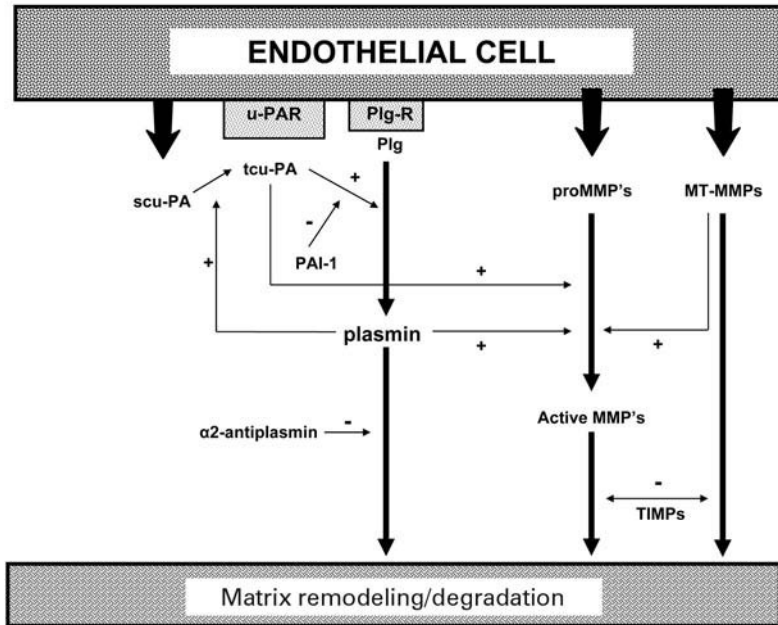 ENDOTHELIAL CELL
u-PAR
Plg-R
Plg
tcu-PA
+
scu-PA
proMMP's
MT-MMPs
-
PAI-1
+
+
plasmin
+
+
Active MMP's
α2-antiplasmin
-
-
TIMPs
Matrix remodeling/degradation